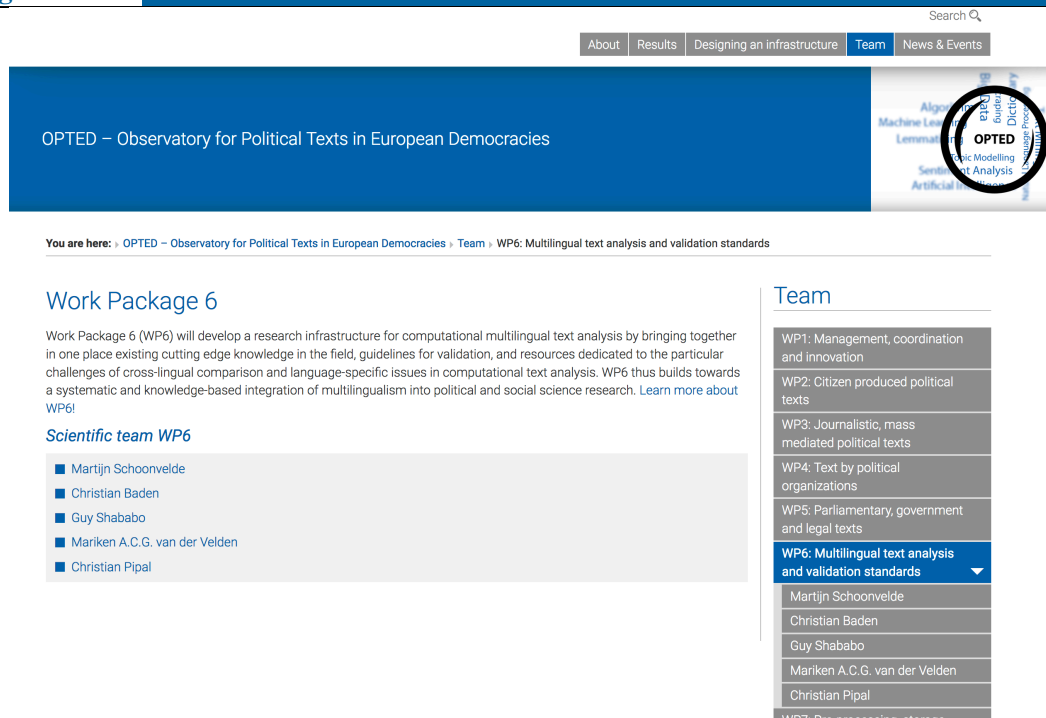 Search
About Results Designing an infrastructure Team News & Events
OPTED – Observatory for Political Texts in European Democracies
Big Data
Scraping
Dictionary
Machine Learning
OPTED
Topic Modelling
Sentiment Analysis
Natural Language Processing
You are here: OPTED – Observatory for Political Texts in European Democracies Team WP6: Multilingual text analysis and validation standards
Work Package 6
Work Package 6 (WP6) will develop a research infrastructure for computational multilingual text analysis by bringing together
in one place existing cutting edge knowledge in the field, guidelines for validation, and resources dedicated to the particular
challenges of cross-lingual comparison and language-specific issues in computational text analysis. WP6 thus builds towards
a systematic and knowledge-based integration of multilingualism into political and social science research. Learn more about
WP6!
Scientific team WP6
Martijn Schoonvelde
Christian Baden
Guy Shababo
Mariken A.C.G. van der Velden
Christian Pipal
Team
WP1: Management, coordination
and innovation
WP2: Citizen produced political
texts
WP3: Journalistic, mass
mediated political texts
WP4: Text by political
organizations
WP5: Parliamentary, government
and legal texts
WP6: Multilingual text analysis
and validation standards
Martijn Schoonvelde
Christian Baden
Guy Shababo
Mariken A.C.G. van der Velden
Christian Pipal